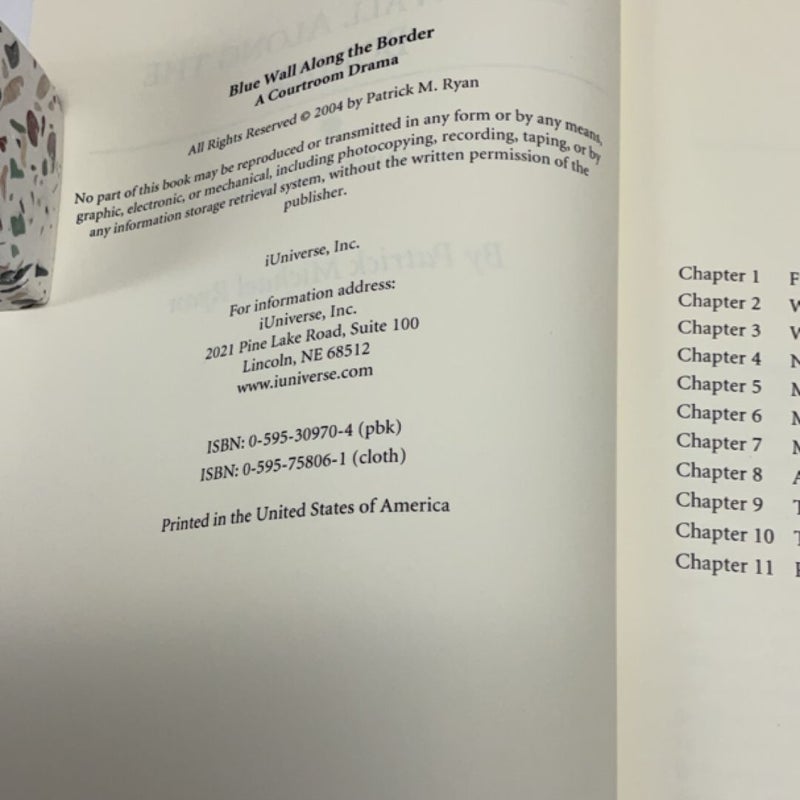 Blue Wall Along the Border
A Courtroom Drama
All Rights Reserved © 2004 by Patrick M. Ryan
No part of this book may be reproduced or transmitted in any form or by any means,
graphic, electronic, or mechanical, including photocopying, recording, taping, or by
any information storage retrieval system, without the written permission of the
publisher.
iUniverse, Inc.
For information address:
iUniverse, Inc.
2021 Pine Lake Road, Suite 100
Lincoln, NE 68512
www.iuniverse.com
ISBN: 0-595-30970-4 (pbk)
ISBN: 0-595-75806-1 (cloth)
Printed in the United States of America
Chapter 1
Chapter 2
Chapter 3
Chapter 4
Chapter 5
Chapter 6
Chapter 7
Chapter 8
Chapter 9
Chapter 10
Chapter 11